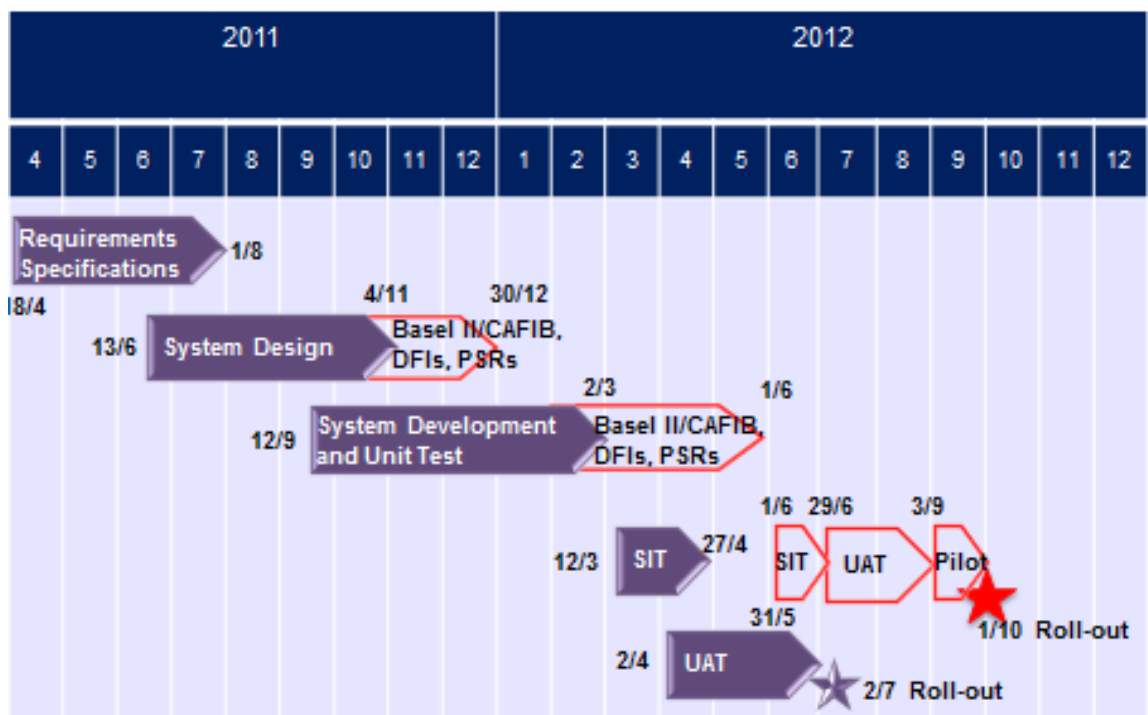 2011 2012
4 5 6 7 8 9 10 11 12 1 2 3 4 5 6 7 8 9 10 11 12
Requirements
Specifications
1/8
18/4
4/11 30/12
13/6 System Design Basel II/CAFIB,
DFIs, PSRs
2/3 1/6
12/9 System Development
and Unit Test
Basel II/CAFIB,
DFIs, PSRs
1/6 29/6 3/9
12/3 SIT 27/4 SIT UAT Pilot
31/5 1/10 Roll-out
2/4 UAT
2/7 Roll-out